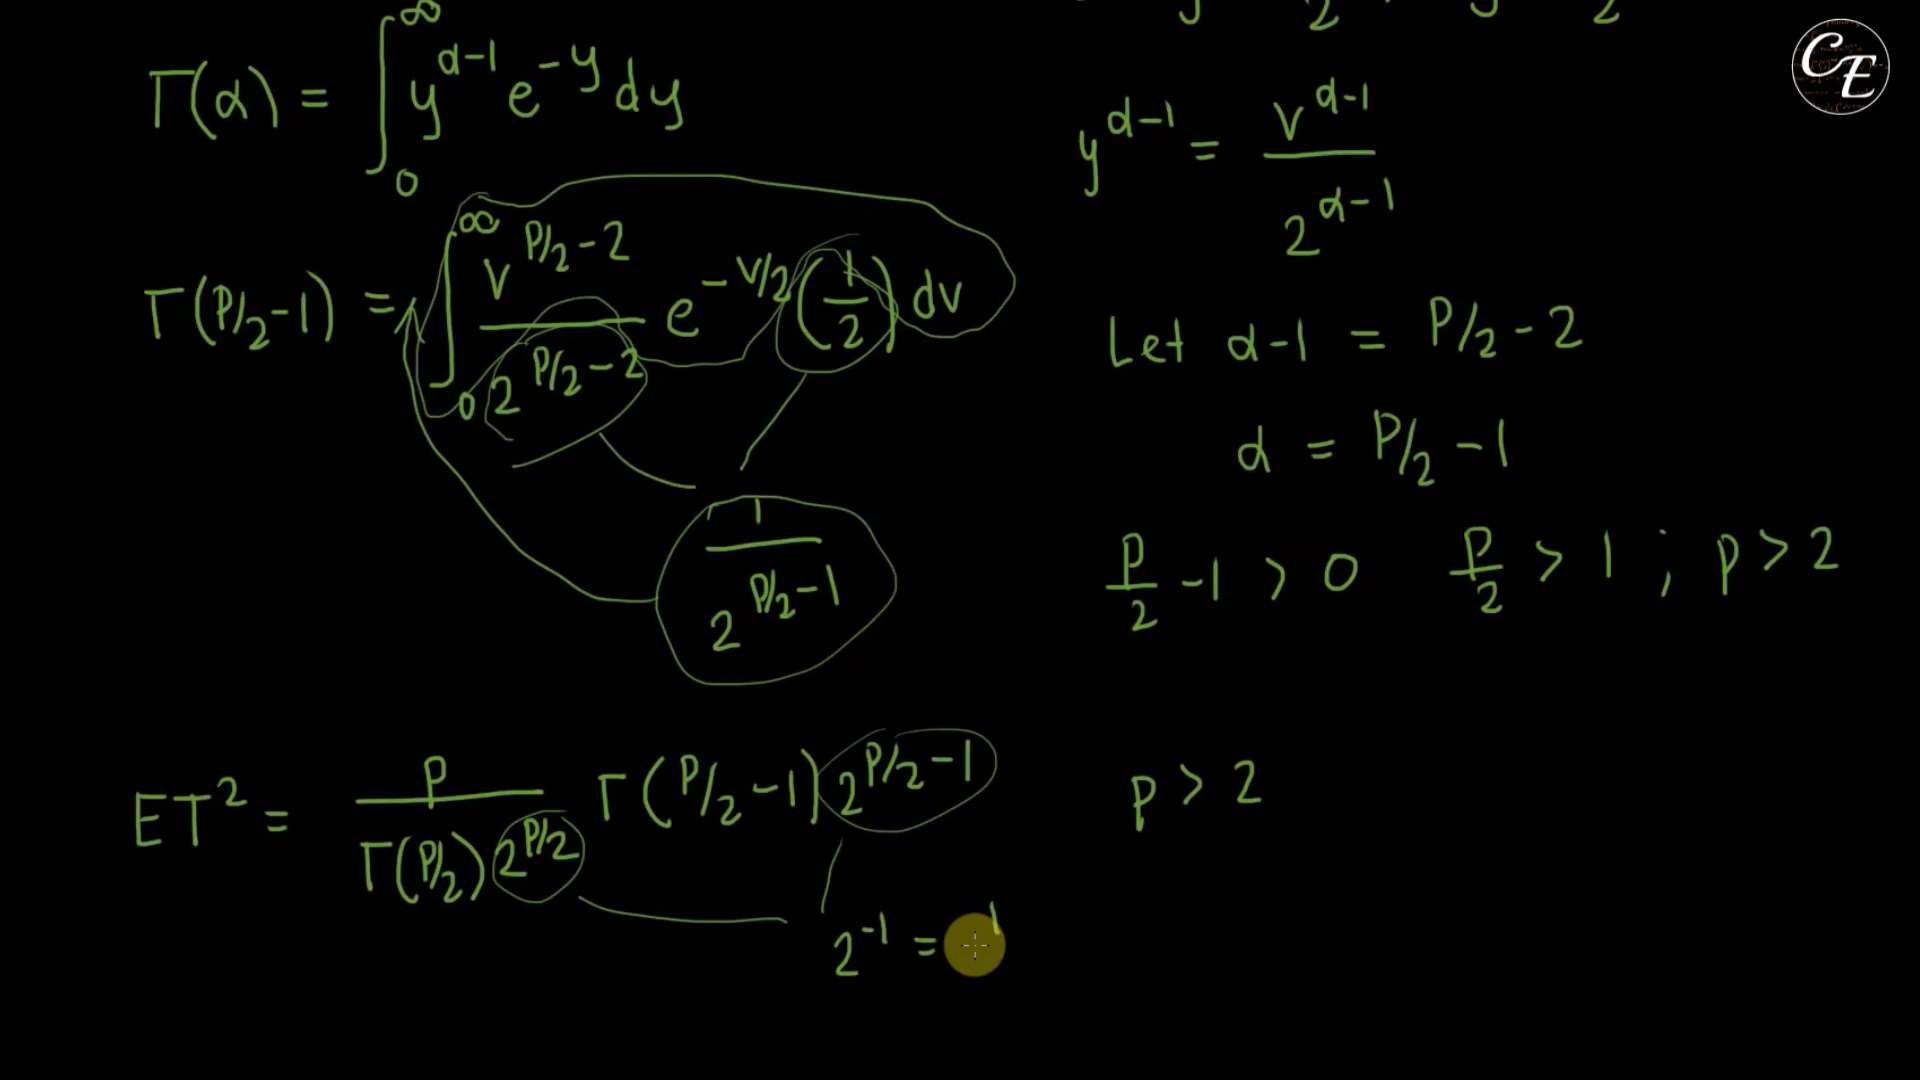 Γ(α) = ∫₀^∞ y^(α-1) e^(-y) dy
y^(α-1) = v^(α-1) / 2^(α-1)
Γ(P/2-1) = ∫₀^∞ v^(P/2-2) / 2^(P/2-2) e^(-v/2) (1/2) dv
Let α-1 = P/2-2
α = P/2-1
1 / 2^(P/2-1)
P/2 -1 > 0 P/2 > 1 ; p > 2
ET² = p / Γ(P/2) 2^(P/2) Γ(P/2-1) 2^(P/2-1) p > 2
2^(-1) = 1
CE